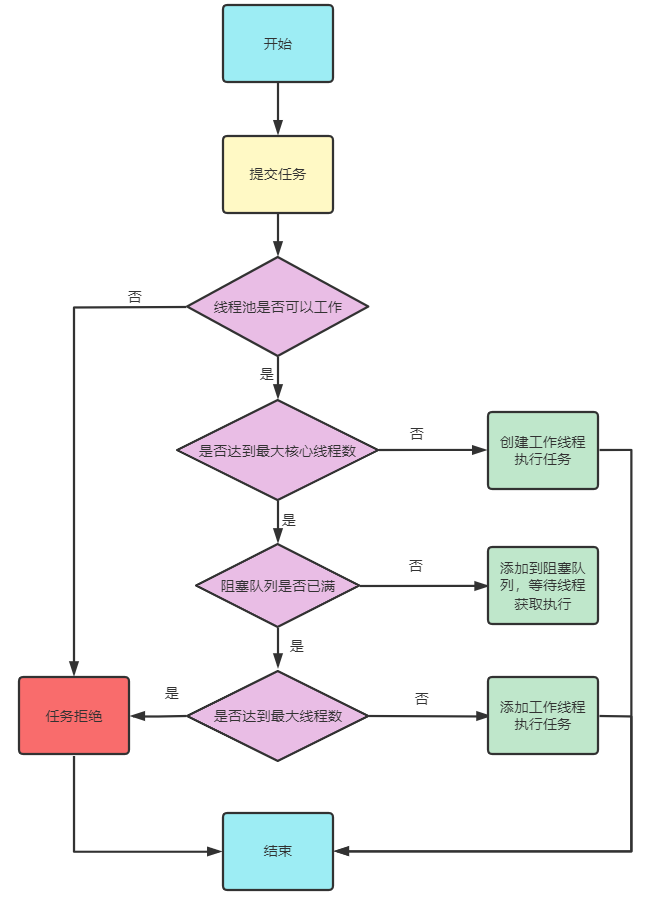 开始
提交任务
线程池是否可以工作
否
是
是否达到最大核心线程数
否
创建工作线程
执行任务
是
阻塞队列是否已满
否
添加到阻塞队
列，等待线程
获取执行
是
是否达到最大线程数
是
任务拒绝
否
添加工作线程
执行任务
结束